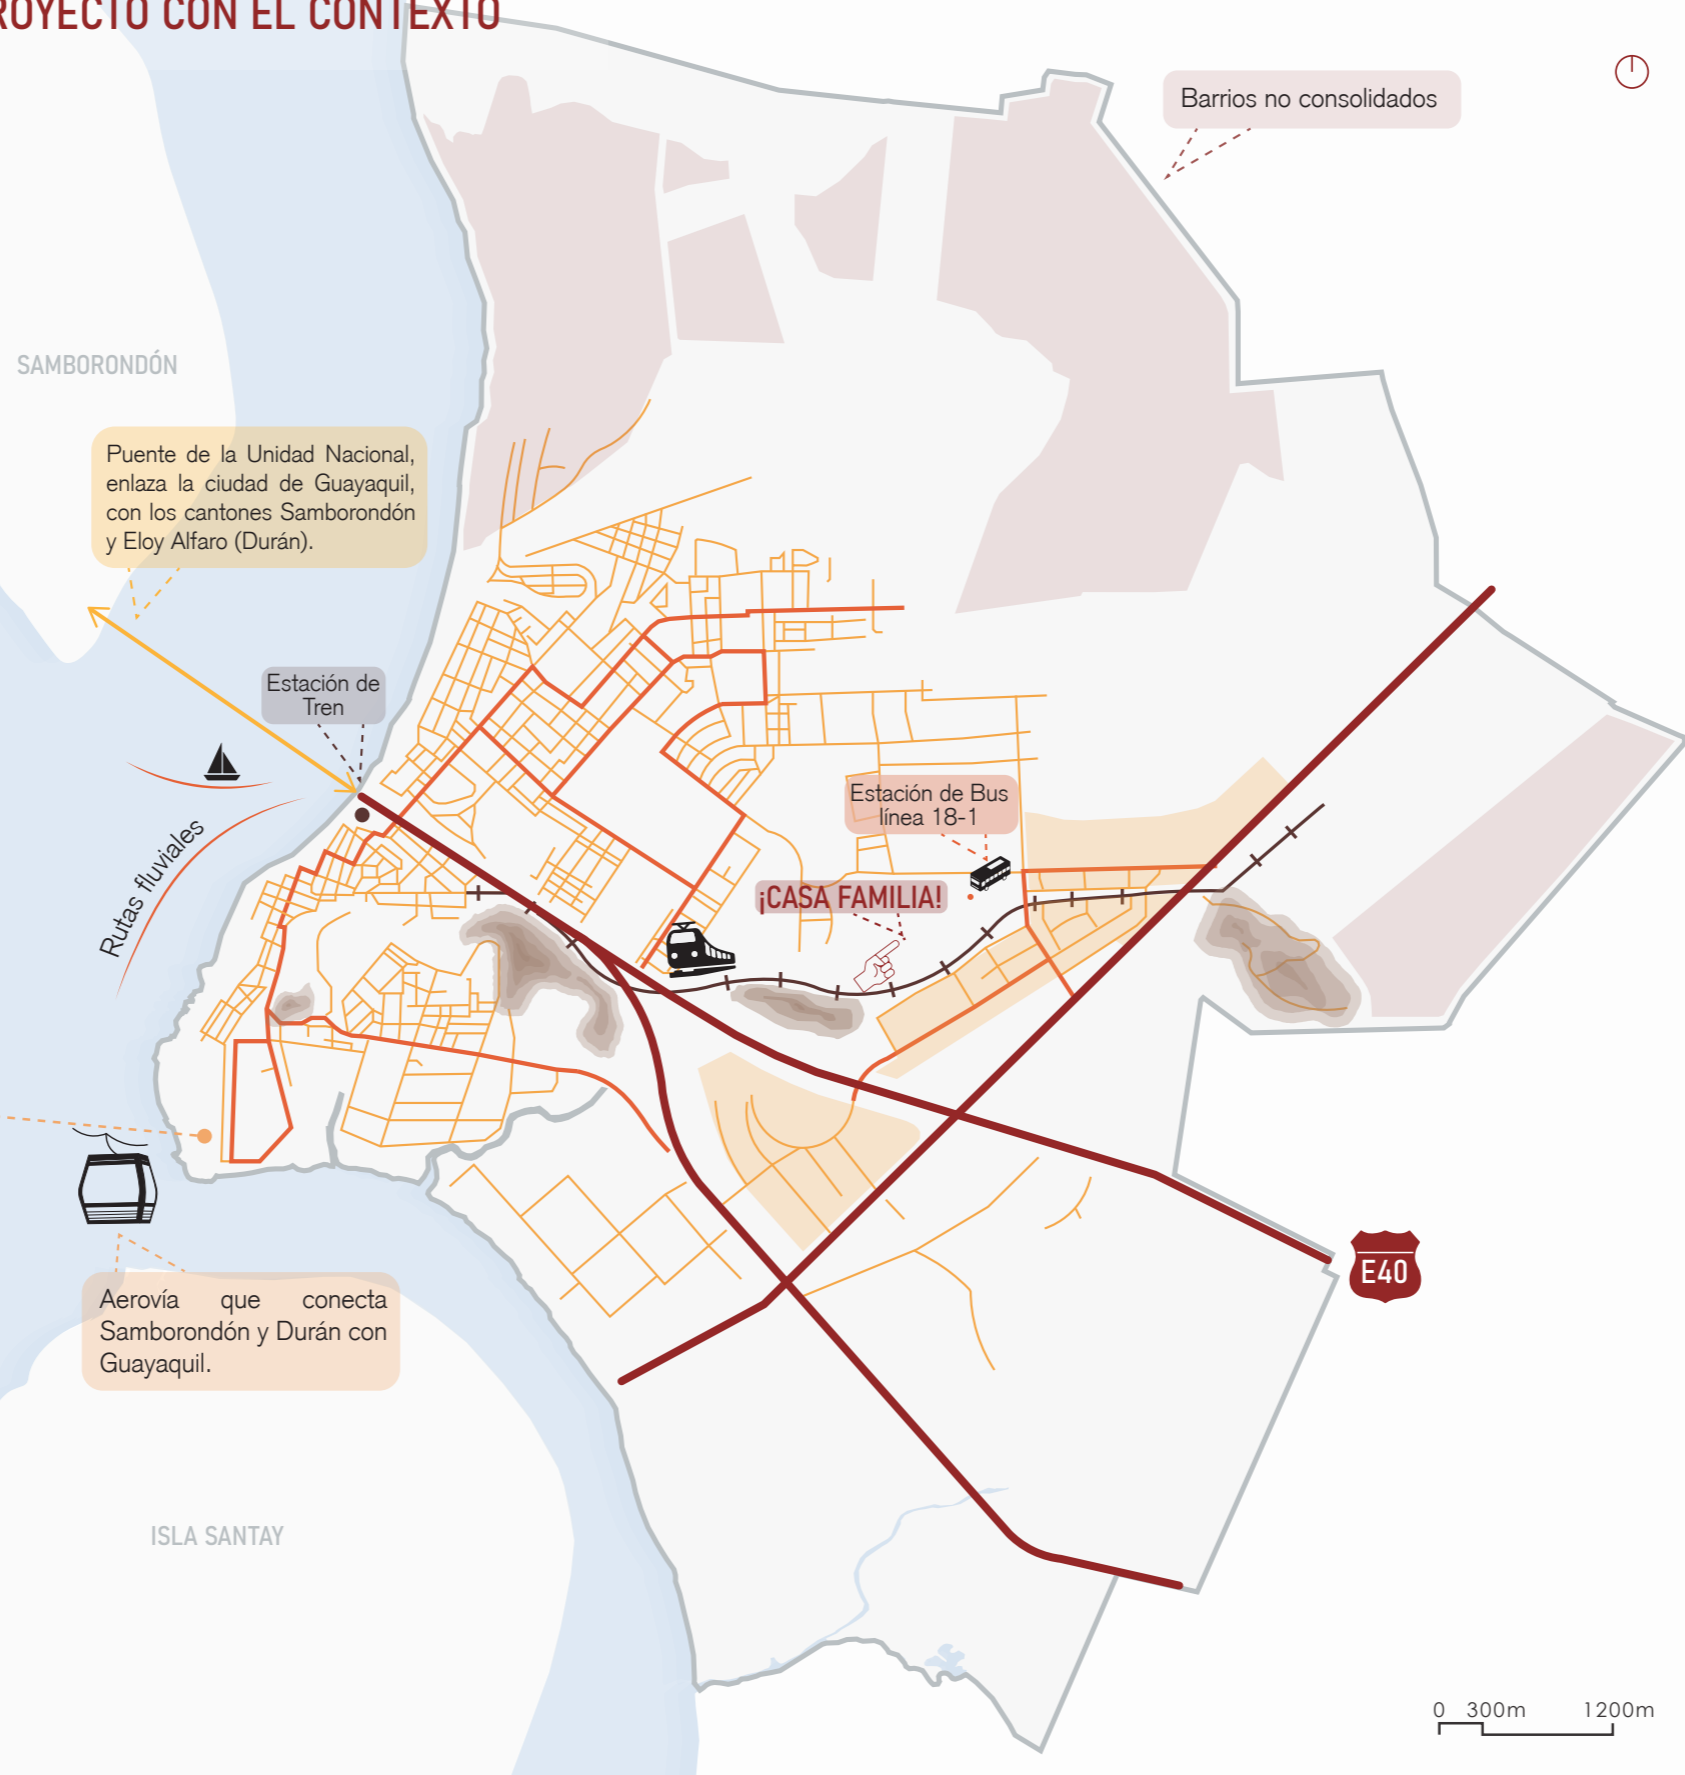 ROYECTO CON EL CONTEXTO
Barrios no consolidados
SAMBORONDÓN
Puente de la Unidad Nacional,
enlaza la ciudad de Guayaquil,
con los cantones Samborondón
y Eloy Alfaro (Durán).
Estación de
Tren
Estación de Bus
línea 18-1
Rutas fluviales
¡CASA FAMILIA!
E40
Aerovía que conecta
Samborondón y Durán con
Guayaquil.
ISLA SANTAY
0 300m 1200m